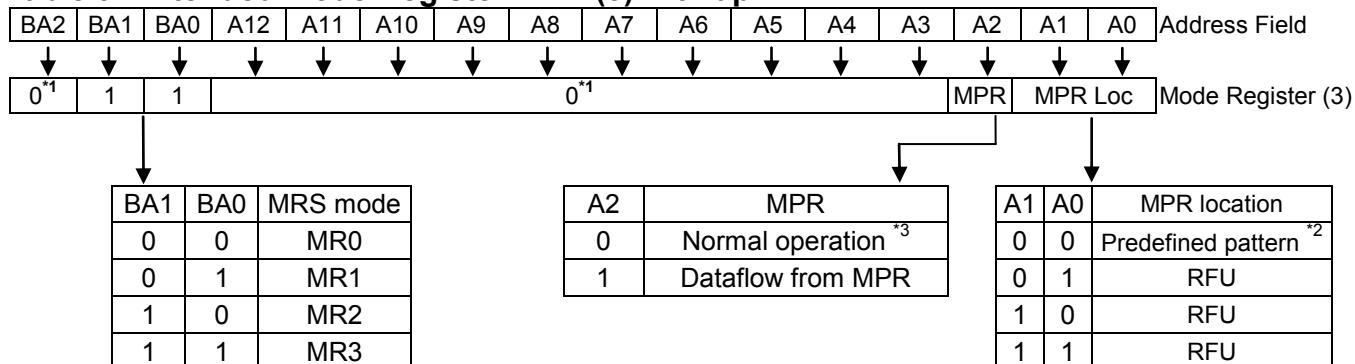 BA2 BA1 BA0 A12 A11 A10 A9 A8 A7 A6 A5 A4 A3 A2 A1 A0 Address Field
0*1 1 1 0*1 MPR MPR Loc Mode Register (3)
BA1 BA0 MRS mode
0 0 MR0
0 1 MR1
1 0 MR2
1 1 MR3
A2 MPR
0 Normal operation *3
1 Dataflow from MPR
A1 A0 MPR location
0 0 Predefined pattern *2
0 1 RFU
1 0 RFU
1 1 RFU